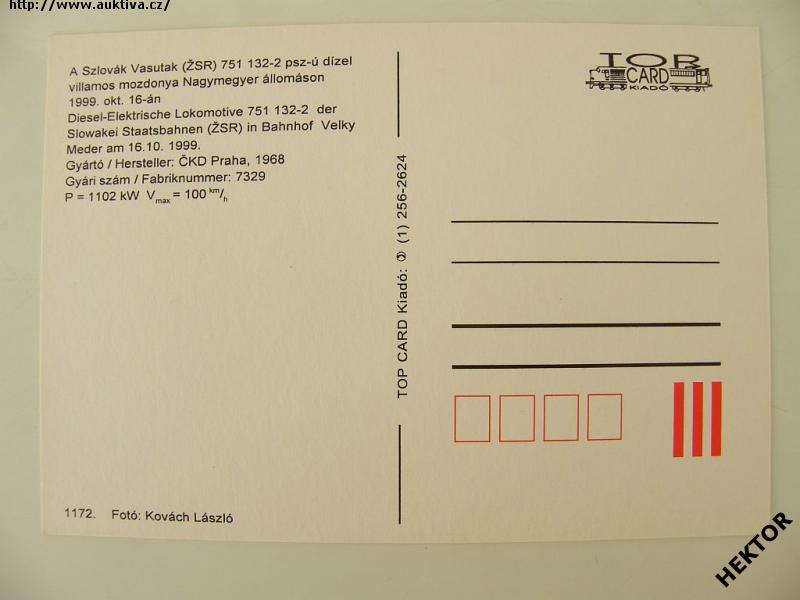 http://www.auktiva.cz/
A Szlovák Vasutak (ŽSR) 751 132-2 psz-ú dízel
villamos mozdonya Nagymegyer állomáson
1999. okt. 16-án
Diesel-Elektrische Lokomotive 751 132-2 der
Slowakei Staatsbahnen (ŽSR) in Bahnhof Velky
Meder am 16.10. 1999.
Gyártó / Hersteller: ČKD Praha, 1968
Gyári szám / Fabriknummer: 7329
P = 1102 kW Vmax = 100 km/h
1172. Fotó: Kovách László
TOP CARD Kiadó: ✆ (1) 256-2624
TOP
CARD
KIADÓ
HEKTOR